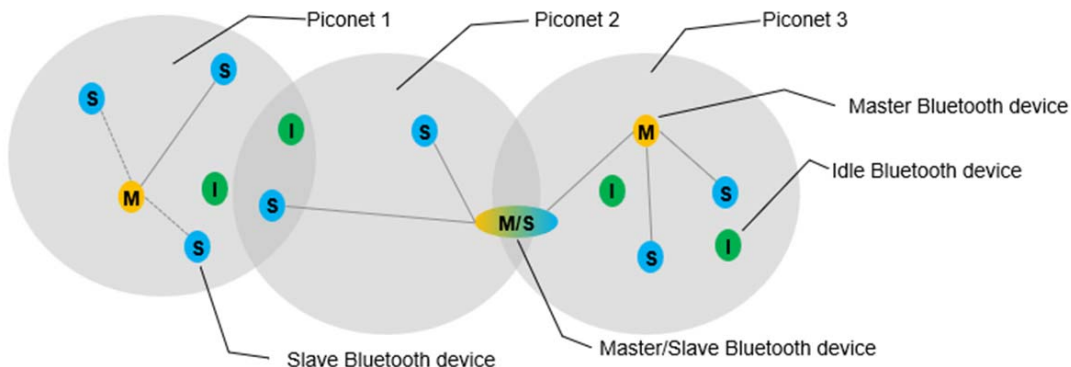 Piconet 1
Piconet 2
Piconet 3
S
S
M
I
I
S
S
S
M/S
M
I
S
S
I
Master Bluetooth device
Idle Bluetooth device
Slave Bluetooth device
Master/Slave Bluetooth device